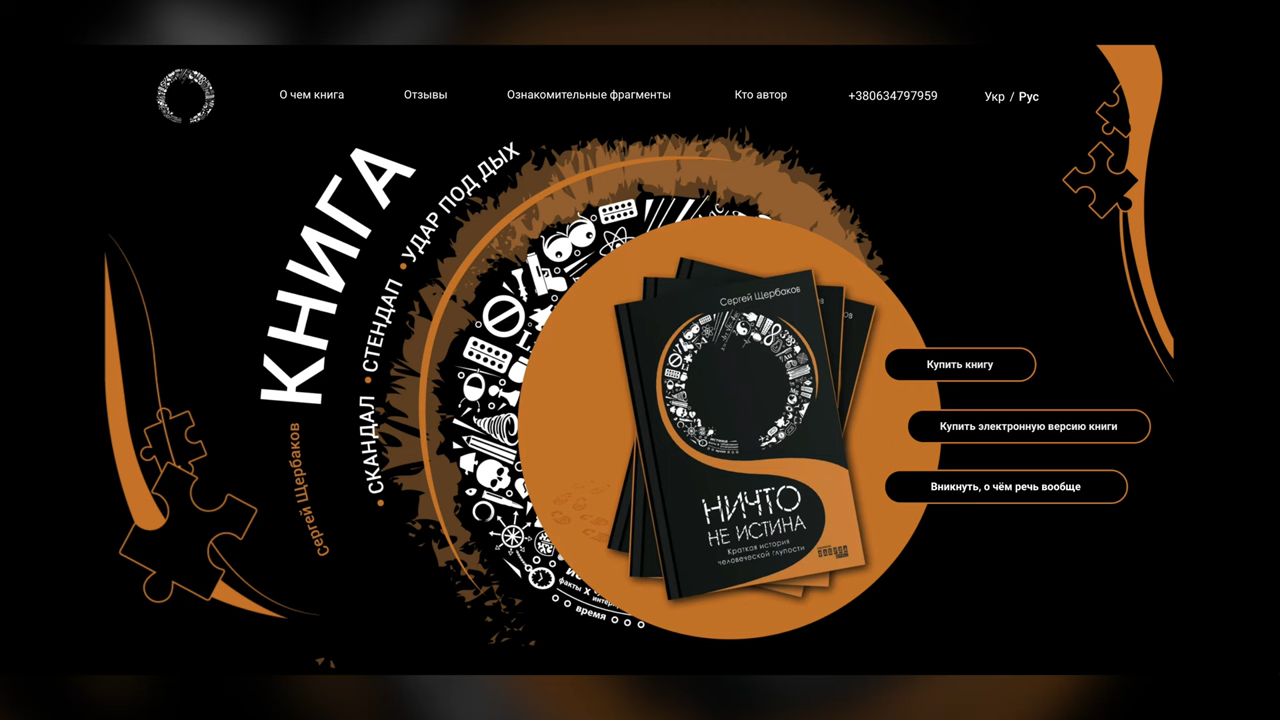 О чем книга
Отзывы
Ознакомительные фрагменты
Кто автор
+380634797959
Укр / Рус
КНИГА
Сергей Щербаков
• СКАНДАЛ • СТЕНДАП • УДАР ПОД ДЫХ
Сергей Щербаков
НИЧТО
НЕ ИСТИНА
Краткая история
человеческой глупости
факты х
время
Купить книгу
Купить электронную версию книги
Вникнуть, о чём речь вообще